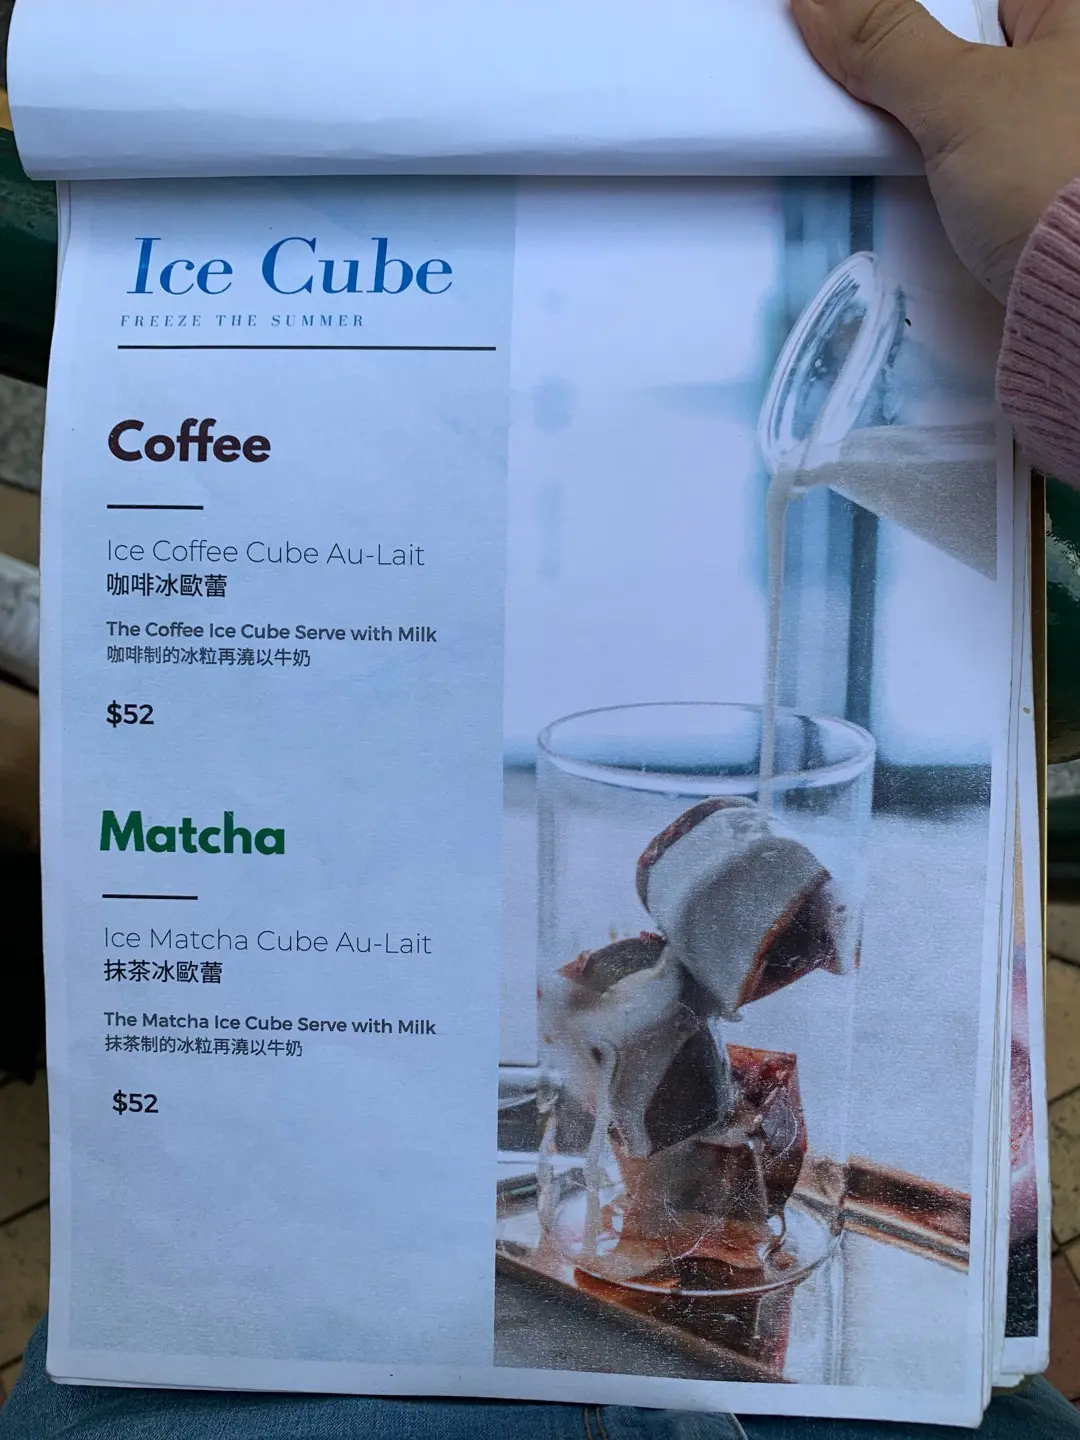 Ice Cube
FREEZE THE SUMMER
Coffee
Ice Coffee Cube Au-Lait
咖啡冰歐蕾
The Coffee Ice Cube Serve with Milk
咖啡制的冰粒再澆以牛奶
$52
Matcha
Ice Matcha Cube Au-Lait
抹茶冰歐蕾
The Matcha Ice Cube Serve with Milk
抹茶制的冰粒再澆以牛奶
$52